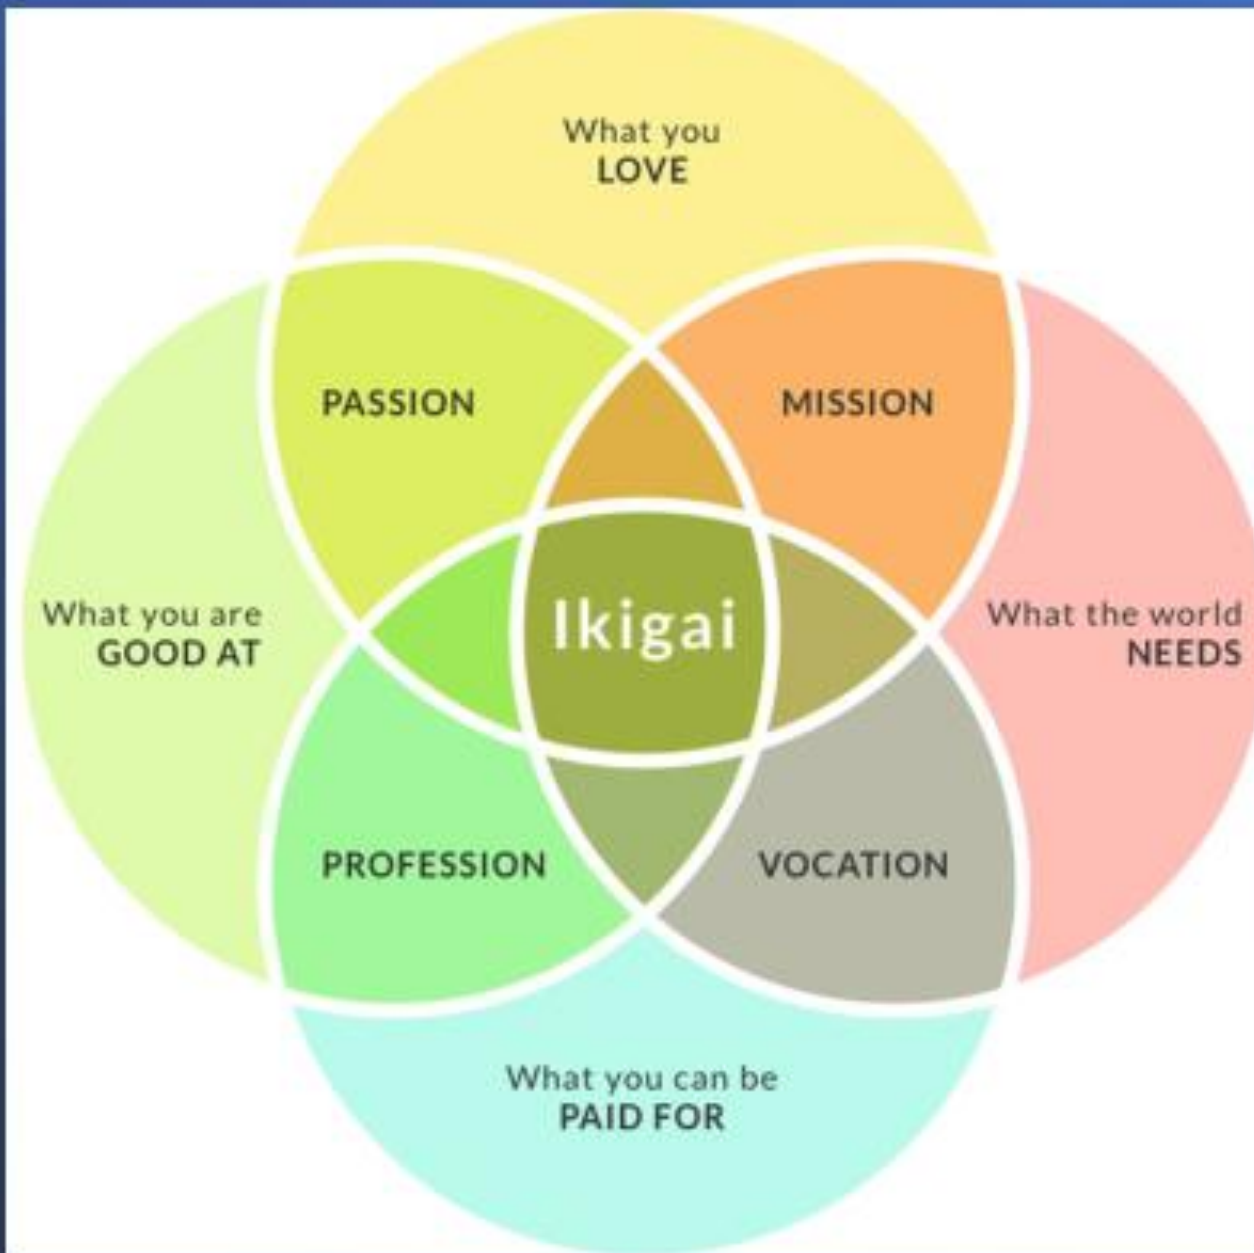 What you
LOVE
PASSION
MISSION
What you are
GOOD AT
Ikigai
What the world
NEEDS
PROFESSION
VOCATION
What you can be
PAID FOR